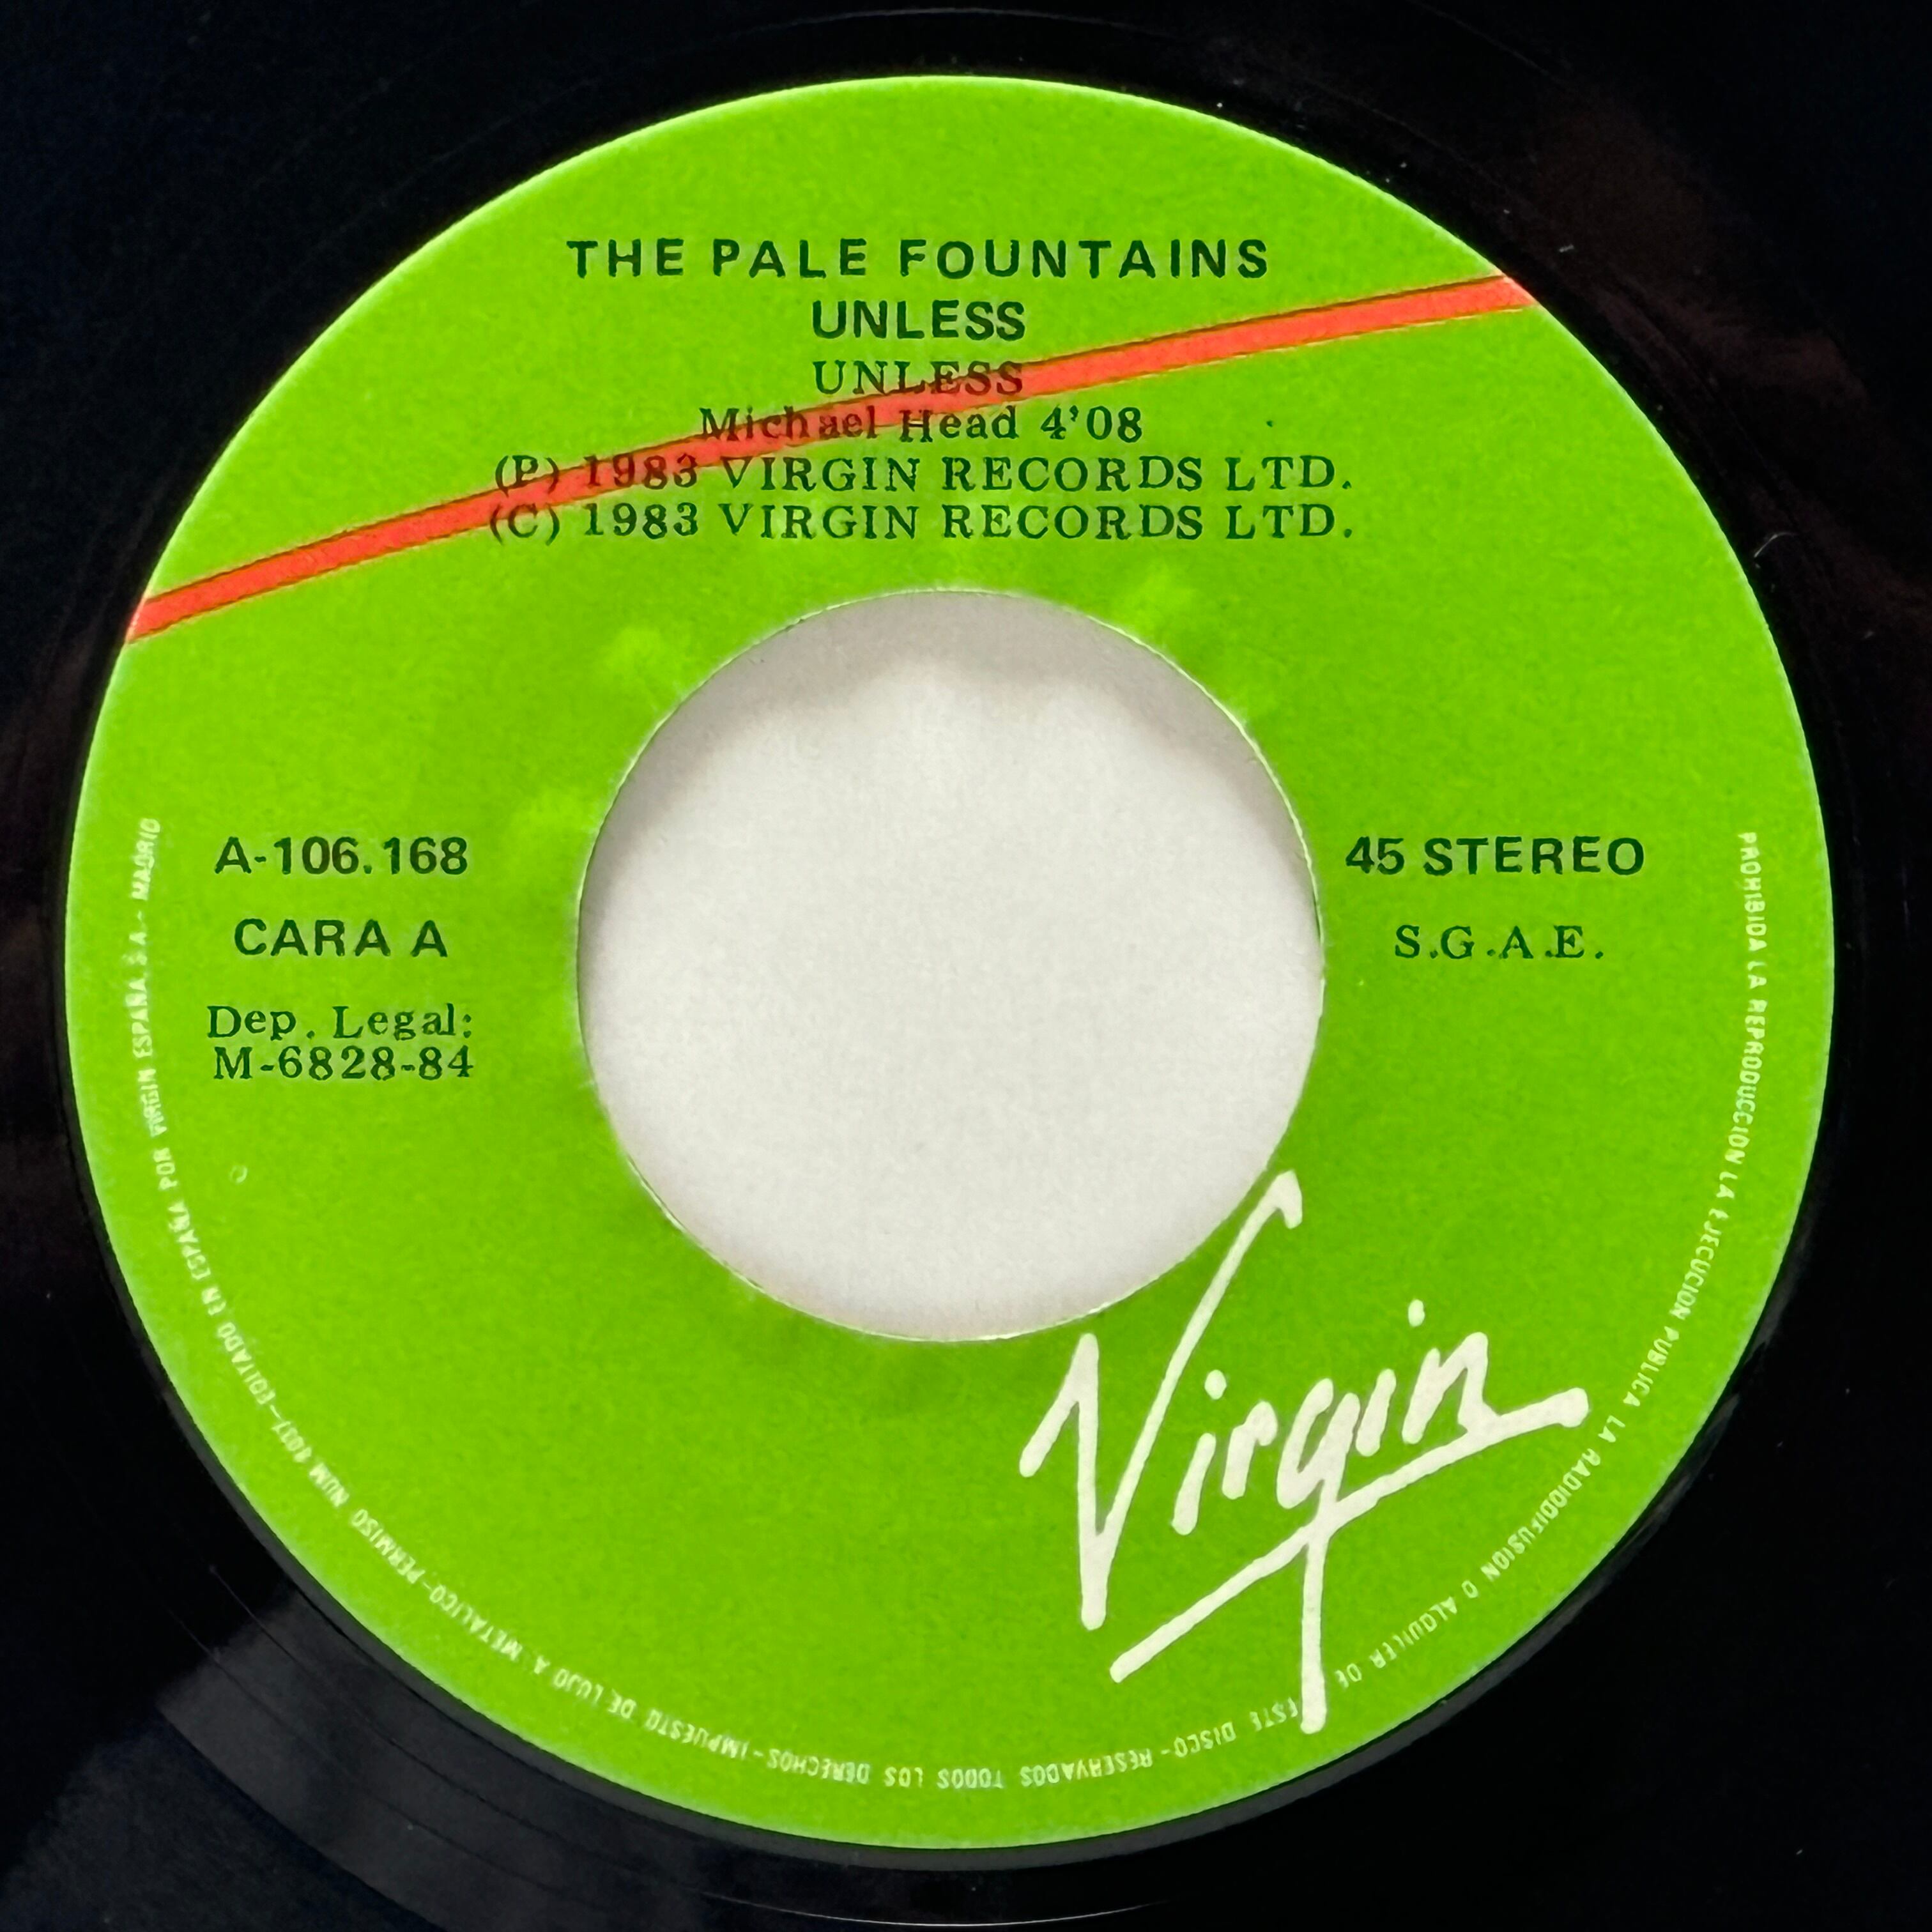 THE PALE FOUNTAINS
UNLESS
UNLESS
Michael Head 4'08
(P) 1983 VIRGIN RECORDS LTD.
(C) 1983 VIRGIN RECORDS LTD.
A-106.168
CARA A
Dep. Legal:
M-6828-84
45 STEREO
S.G.A.E.
Virgin
PROHIBIDA LA REPRODUCCION LA EJECUCION PUBLICA LA RADIODIFUSION O ALQUILER DE ESTE DISCO-RESERVADOS TODOS LOS DERECHOS-IMPUESTO DE LUJO A METALICO-PERMISO NUM -EDITADO EN ESPAÑA POR VIRGIN ESPAÑA, S.A.- MADRID